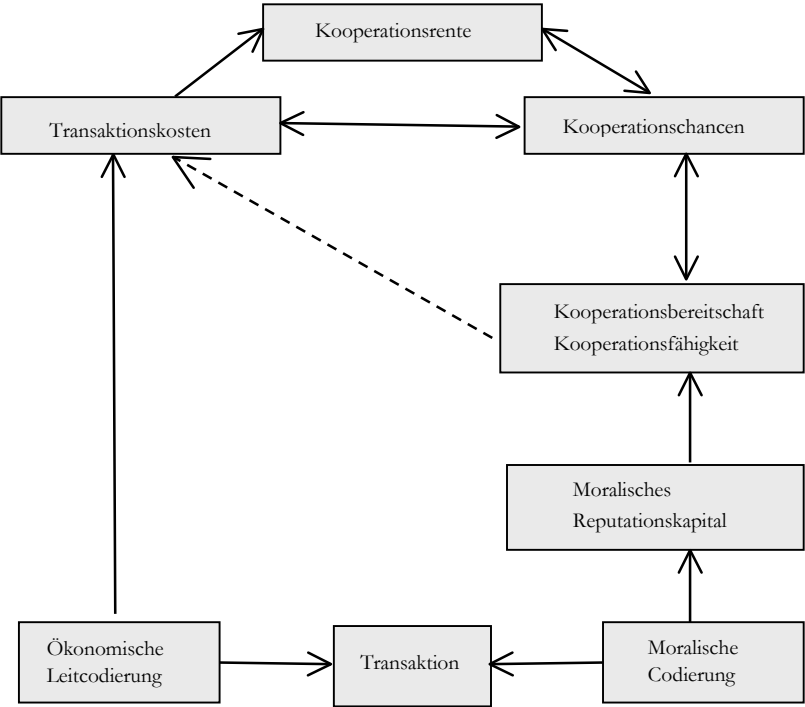 Kooperationsrente
Transaktionskosten
Kooperationschancen
Kooperationsbereitschaft
Kooperationsfähigkeit
Moralisches
Reputationskapital
Ökonomische
Leitcodierung
Transaktion
Moralische
Codierung